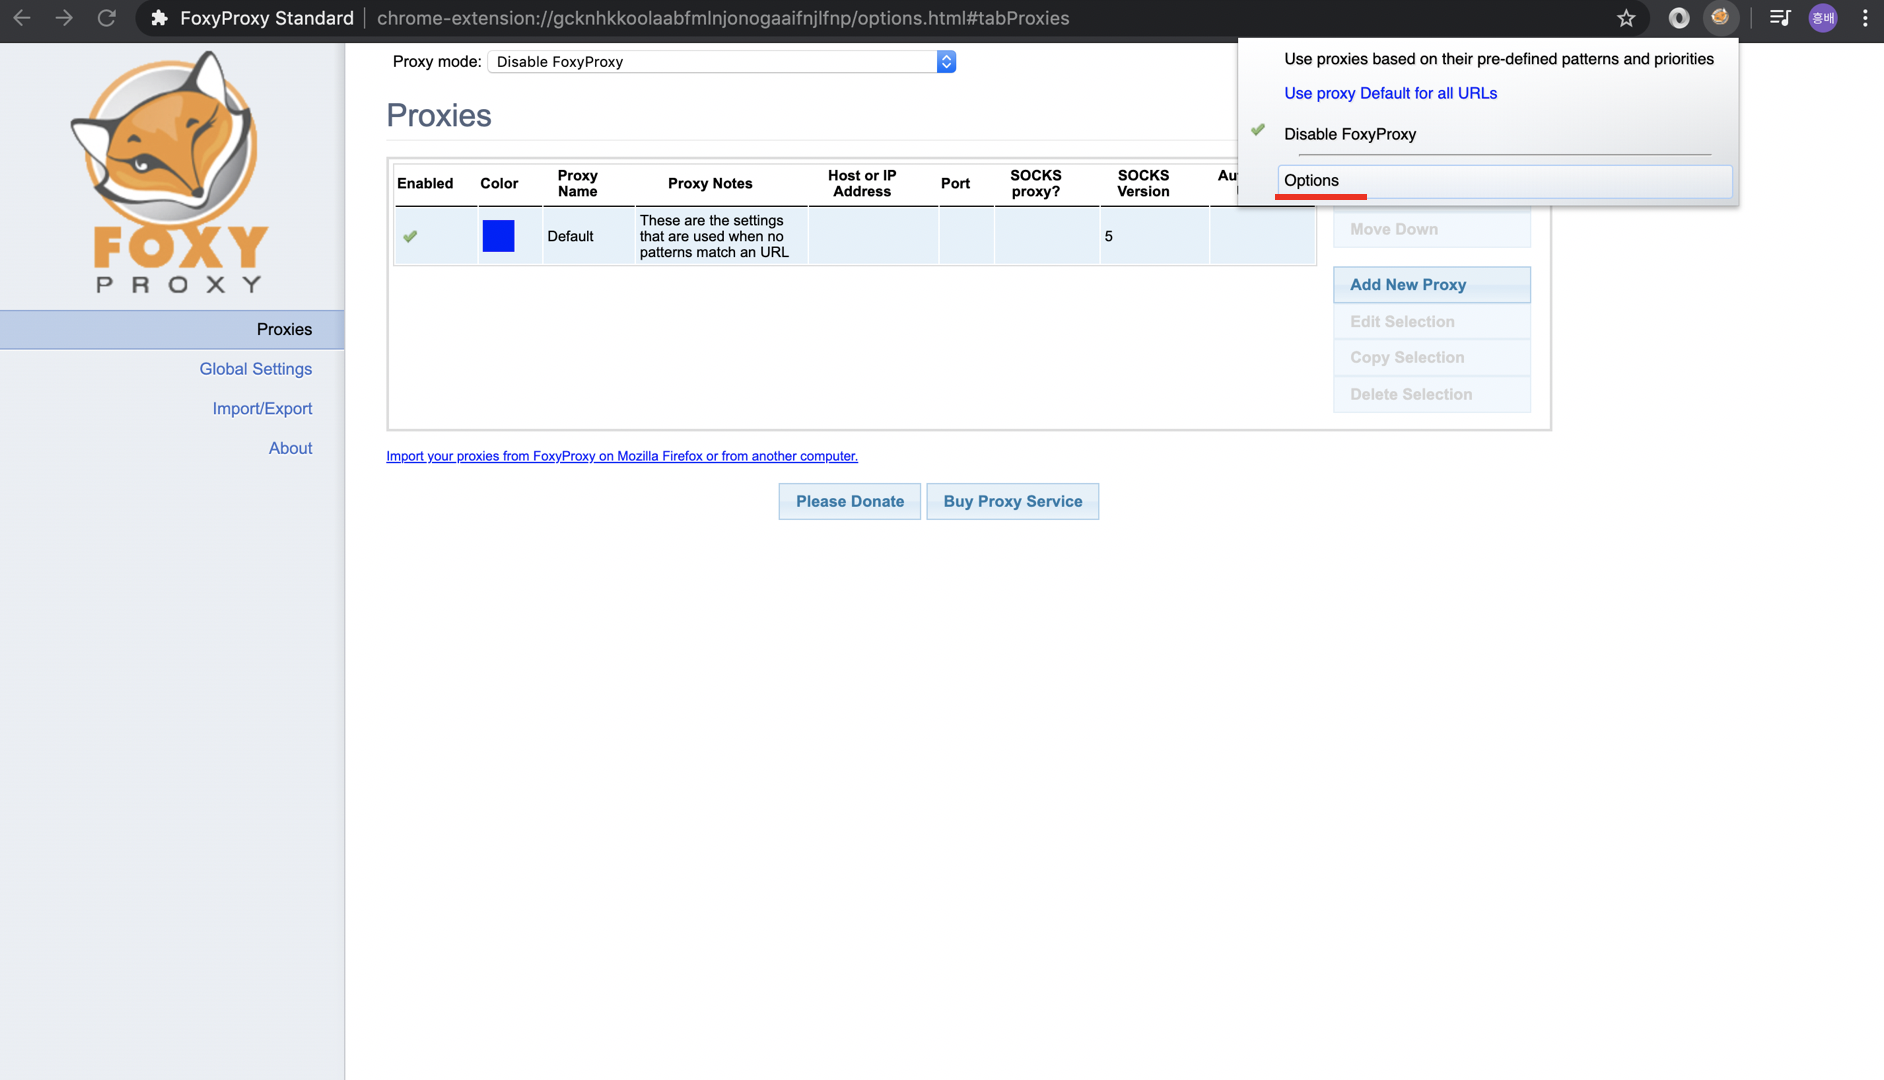 FoxyProxy Standard
chrome-extension://gcknhkkoolaabfmlnjonogaaifnjlfnp/options.html#tabProxies
홍배
FOXY
PROXY
Proxies
Global Settings
Import/Export
About
Proxy mode:
Disable FoxyProxy
Proxies
Enabled
Color
Proxy
Name
Proxy Notes
Host or IP
Address
Port
SOCKS
proxy?
SOCKS
Version
Au
Default
These are the settings
that are used when no
patterns match an URL
5
Use proxies based on their pre-defined patterns and priorities
Use proxy Default for all URLs
Disable FoxyProxy
Options
Move Down
Add New Proxy
Edit Selection
Copy Selection
Delete Selection
Import your proxies from FoxyProxy on Mozilla Firefox or from another computer.
Please Donate
Buy Proxy Service